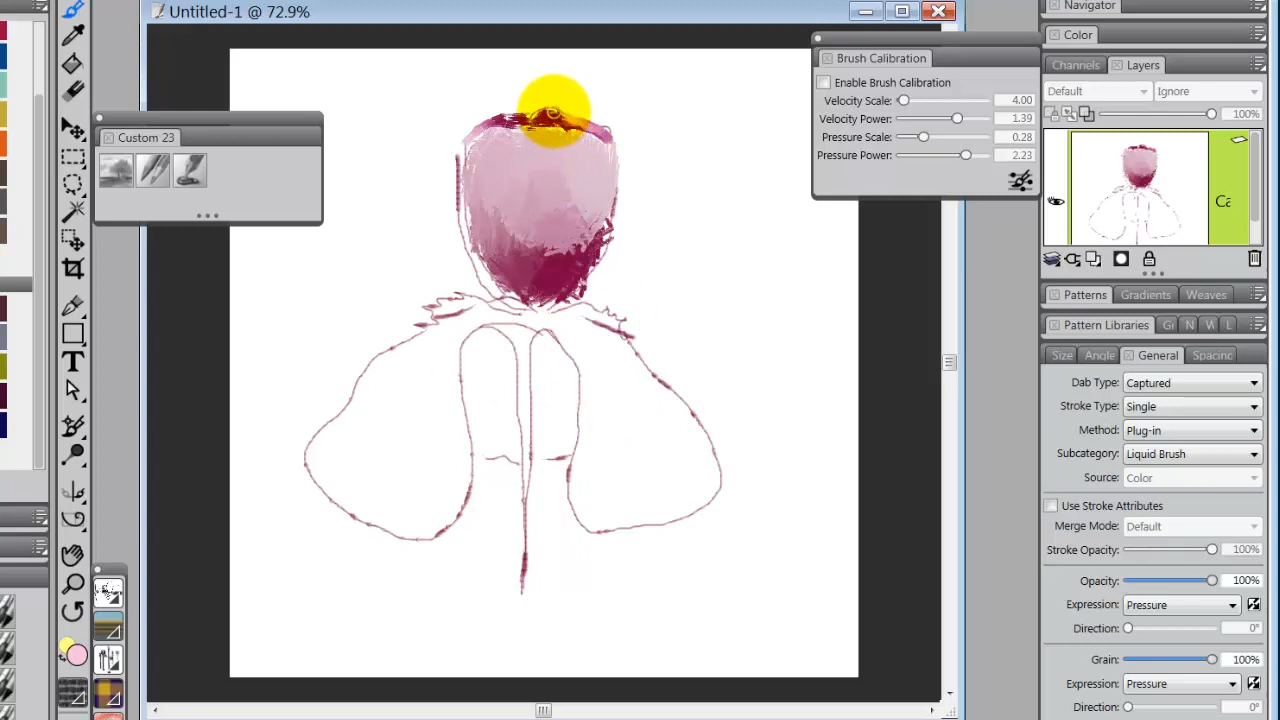 Untitled-1 @ 72.9%
Navigator
Color
Channels
Layers
Default
Ignore
100%
Ca
Brush Calibration
Enable Brush Calibration
Velocity Scale: 4.00
Velocity Power: 1.39
Pressure Scale: 0.28
Pressure Power: 2.23
Custom 23
T
Patterns
Gradients
Weaves
Pattern Libraries
N
L
Size
Angle
General
Spacing
Dab Type: Captured
Stroke Type: Single
Method: Plug-in
Subcategory: Liquid Brush
Source: Color
Use Stroke Attributes
Merge Mode: Default
Stroke Opacity: 100%
Opacity: 100%
Expression: Pressure
Direction: 0°
Grain: 100%
Expression: Pressure
Direction: 0°